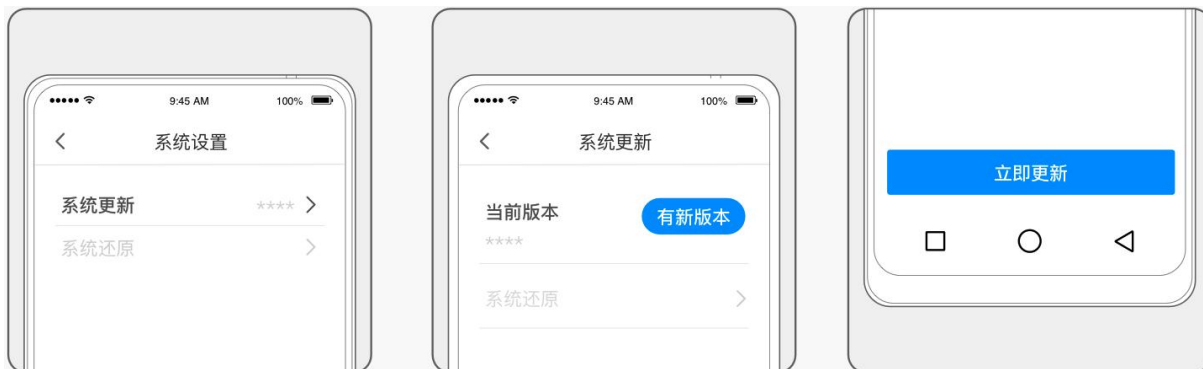 9:45 AM
100%
系统设置
系统更新
****
系统还原
9:45 AM
100%
系统更新
当前版本
****
有新版本
系统还原
立即更新